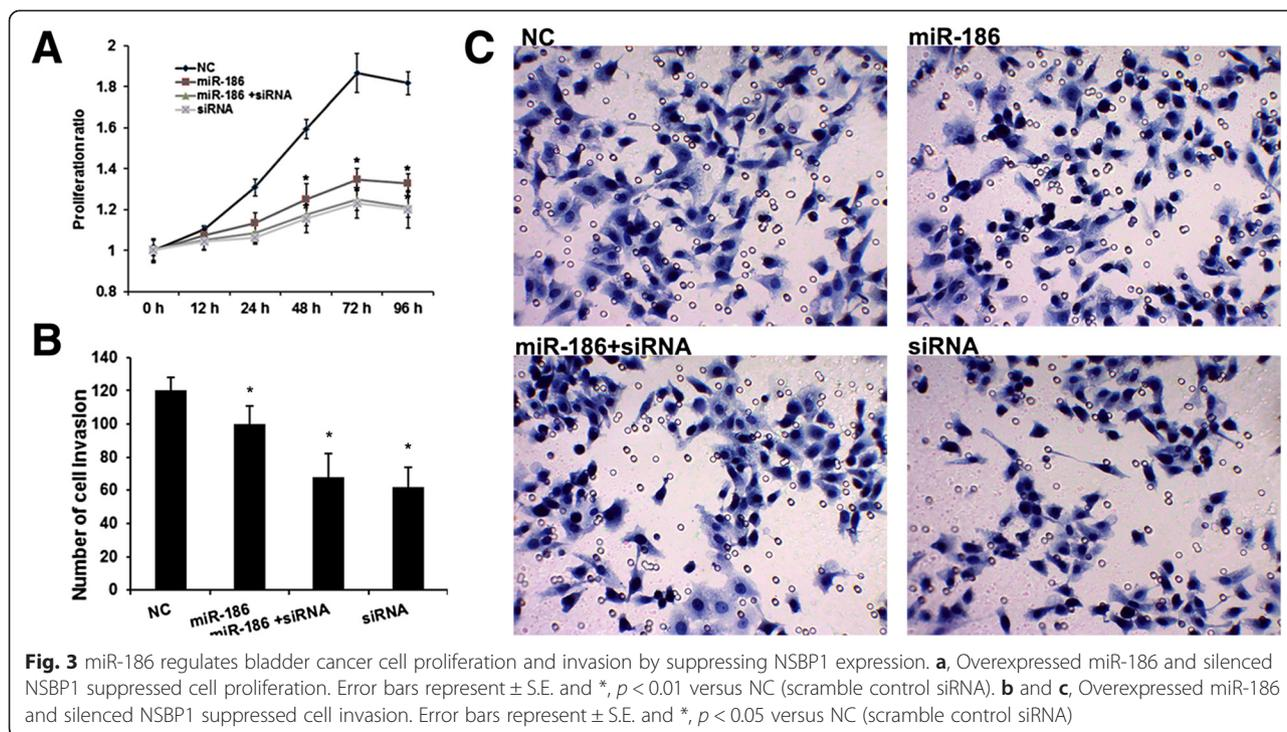 A
2
1.8
1.6
1.4
1.2
1
0.8
Proliferationratio
NC
miR-186
miR-186 +siRNA
siRNA
*
*
*
*
*
*
0 h 12 h 24 h 48 h 72 h 96 h
B
140
120
100
80
60
40
20
0
Number of cell invasion
*
*
*
NC
miR-186
miR-186 +siRNA
siRNA
C
NC
miR-186
miR-186+siRNA
siRNA
Fig. 3 miR-186 regulates bladder cancer cell proliferation and invasion by suppressing NSBP1 expression. a, Overexpressed miR-186 and silenced
NSBP1 suppressed cell proliferation. Error bars represent ± S.E. and *, p < 0.01 versus NC (scramble control siRNA). b and c, Overexpressed miR-186
and silenced NSBP1 suppressed cell invasion. Error bars represent ± S.E. and *, p < 0.05 versus NC (scramble control siRNA)